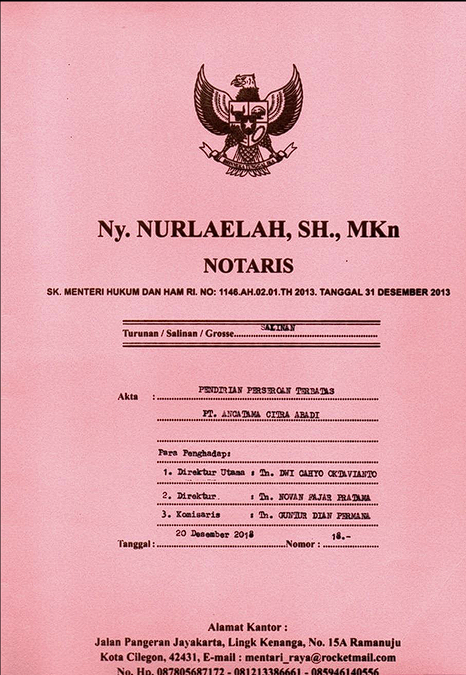 Ny. NURLAELAH, SH., MKn
NOTARIS
SK. MENTERI HUKUM DAN HAM RI. NO: 1146.AH.02.01.TH 2013. TANGGAL 31 DESEMBER 2013
Turunan / Salinan / Grosse SALINAN
Akta : PENDIRIAN PERSEROAN TERBATAS
PT. ANGATAMA CITRA ABADI
Para Penghadap:
1. Direktur Utama : Tn. DWI CAHYO OKTAVIANTO
2. Direktur : Tn. NOVAN FAJAR PRATAMA
3. Komisaris : Tn. GUNTUR DIAN PERMANA
Tanggal : 20 Desember 2018 Nomor : 18.-
Alamat Kantor :
Jalan Pangeran Jayakarta, Lingk Kenanga, No. 15A Ramanuju
Kota Cilegon, 42431, E-mail : mentari_raya@rocketmail.com
No. Hp. 087805687172 - 081213386661 - 085946140556